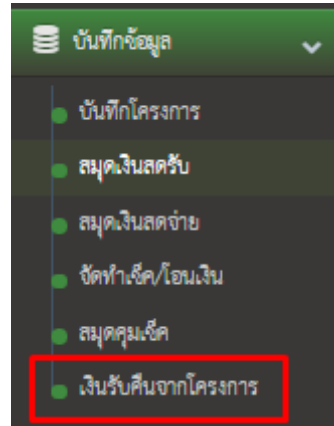 บันทึกข้อมูล
บันทึกโครงการ
สมุดเงินสดรับ
สมุดเงินสดจ่าย
จัดทำเช็ค/โอนเงิน
สมุดคุมเช็ค
เงินรับคืนจากโครงการ